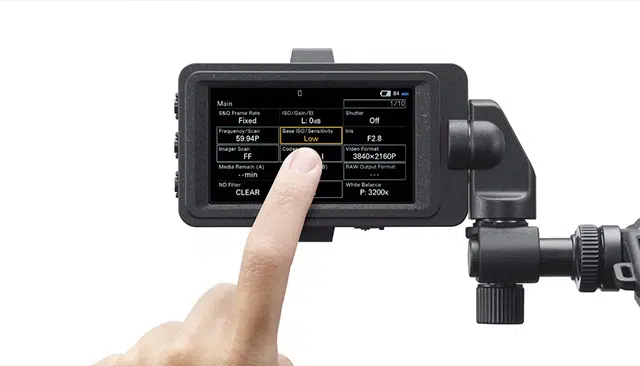 84 min
Main
1/10
S&Q Frame Rate
ISO/Gain/EI
Shutter
Fixed
L: 0dB
Off
Frequency/Scan
Base ISO/Sensitivity
Iris
59.94P
Low
F2.8
Imager Scan
Video Format
FF
3840×2160P
Media Remain (A)
RAW Output Format
--min
---
ND Filter
White Balance
CLEAR
P: 3200K